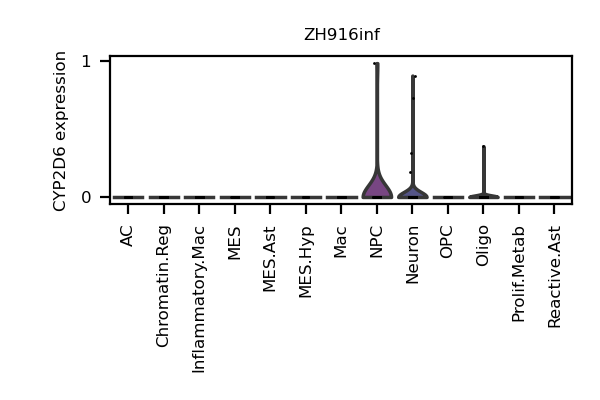 ZH916inf
CYP2D6 expression
1
0
AC
Chromatin.Reg
Inflammatory.Mac
MES
MES.Ast
MES.Hyp
Mac
NPC
Neuron
OPC
Oligo
Prolif.Metab
Reactive.Ast